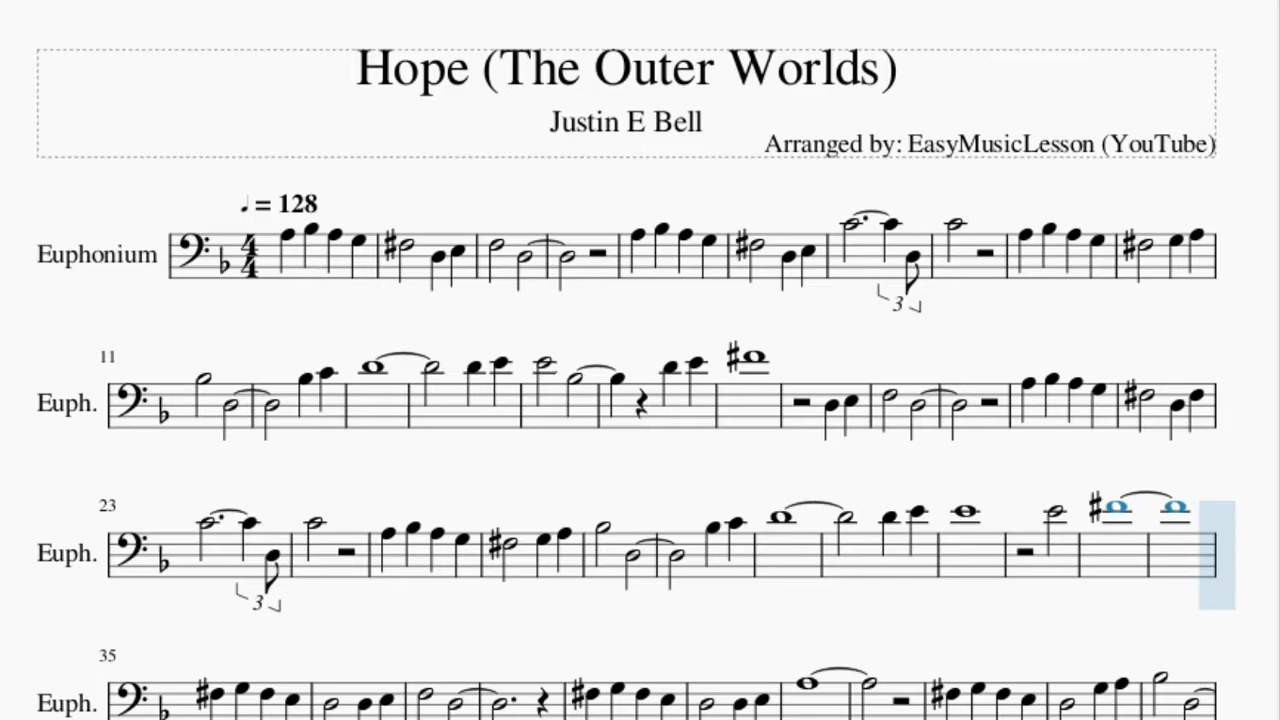 Hope (The Outer Worlds)
Justin E Bell
Arranged by: EasyMusicLesson (YouTube)
♩ = 128
Euphonium
4
4
3
11
Euph.
23
Euph.
3
35
Euph.